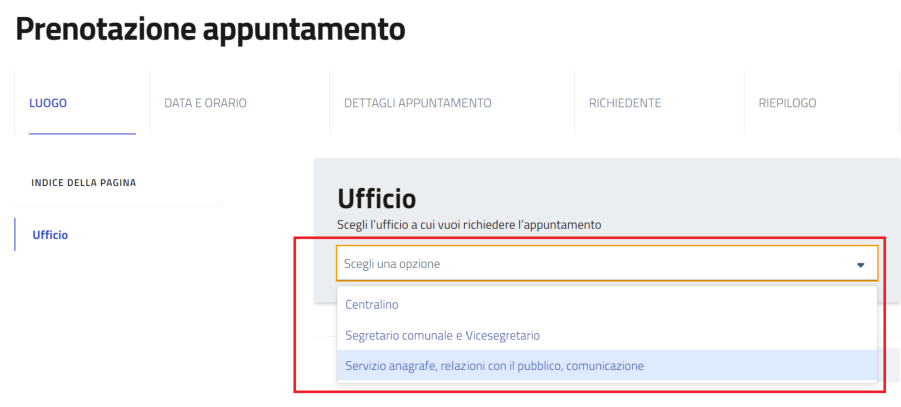 Prenotazione appuntamento
LUOGO
DATA E ORARIO
DETTAGLI APPUNTAMENTO
RICHIEDENTE
RIEPILOGO
INDICE DELLA PAGINA
Ufficio
Ufficio
Scegli l'ufficio a cui vuoi richiedere l'appuntamento
Scegli una opzione
Centralino
Segretario comunale e Vicesegretario
Servizio anagrafe, relazioni con il pubblico, comunicazione